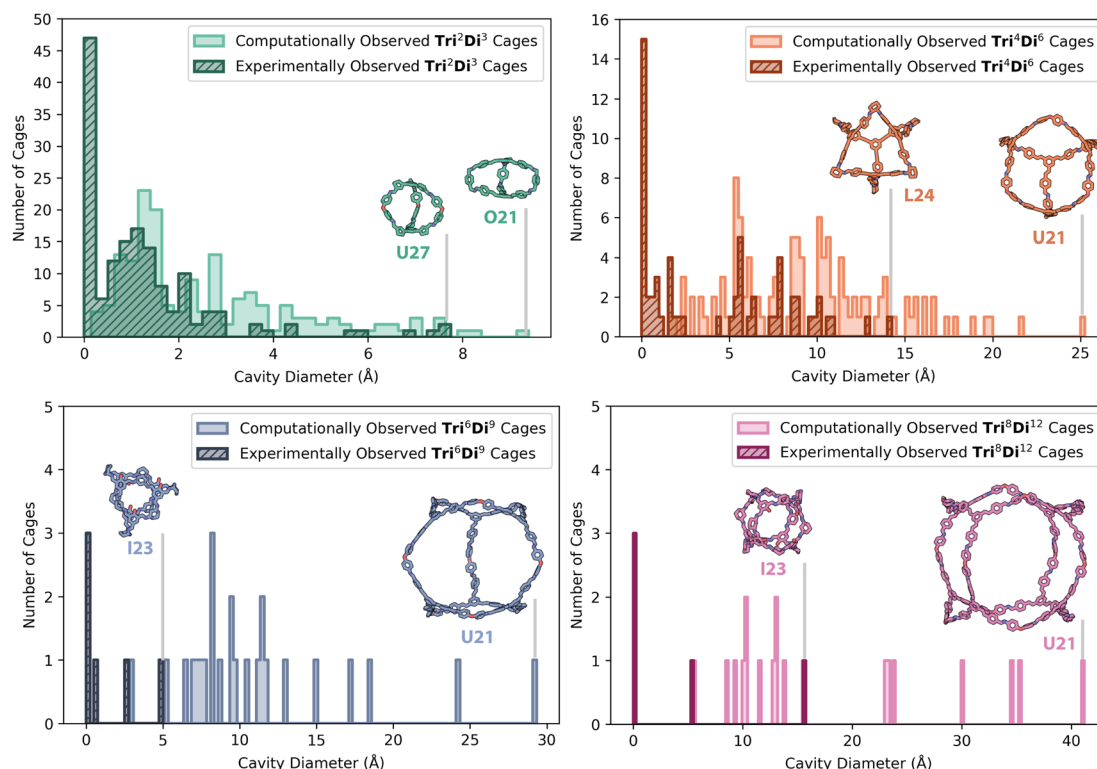 50
45
40
35
30
25
20
15
10
5
0
Number of Cages
Computationally Observed Tri²Di³ Cages
Experimentally Observed Tri²Di³ Cages
O21
U27
0 2 4 6 8
Cavity Diameter (Å)
16
14
12
10
8
6
4
2
0
Number of Cages
Computationally Observed Tri⁴Di⁶ Cages
Experimentally Observed Tri⁴Di⁶ Cages
L24
U21
0 5 10 15 20 25
Cavity Diameter (Å)
5
4
3
2
1
0
Number of Cages
Computationally Observed Tri⁶Di⁹ Cages
Experimentally Observed Tri⁶Di⁹ Cages
I23
U21
0 5 10 15 20 25 30
Cavity Diameter (Å)
5
4
3
2
1
0
Number of Cages
Computationally Observed Tri⁸Di¹² Cages
Experimentally Observed Tri⁸Di¹² Cages
I23
U21
0 10 20 30 40
Cavity Diameter (Å)